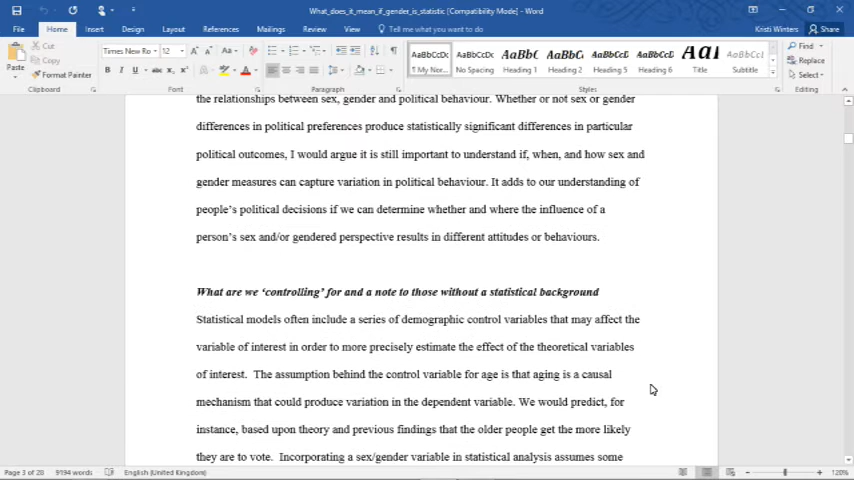 What_does_it_mean_if_gender_is_statistic [Compatibility Mode] - Word
File Home Insert Design Layout References Mailings Review View Tell me what you want to do Kristi Winters Share
Cut
Copy
Paste
Format Painter
Times New Ro 12 Aa
B I U abc
AaBbCcDc AaBbCcDc AaBbC AaBbC AaBbCcD AaBbCcD AaI AaBbCcD
¶ My Nor... No Spacing Heading 1 Heading 2 Heading 5 Heading 6 Title Subtitle
Find
Replace
Select
Clipboard Font Paragraph Styles Editing
the relationships between sex, gender and political behaviour. Whether or not sex or gender
differences in political preferences produce statistically significant differences in particular
political outcomes, I would argue it is still important to understand if, when, and how sex and
gender measures can capture variation in political behaviour. It adds to our understanding of
people’s political decisions if we can determine whether and where the influence of a
person’s sex and/or gendered perspective results in different attitudes or behaviours.
What are we ‘controlling’ for and a note to those without a statistical background
Statistical models often include a series of demographic control variables that may affect the
variable of interest in order to more precisely estimate the effect of the theoretical variables
of interest. The assumption behind the control variable for age is that aging is a causal
mechanism that could produce variation in the dependent variable. We would predict, for
instance, based upon theory and previous findings that the older people get the more likely
they are to vote. Incorporating a sex/gender variable in statistical analysis assumes some
Page 3 of 28 9194 words English (United Kingdom) 120%